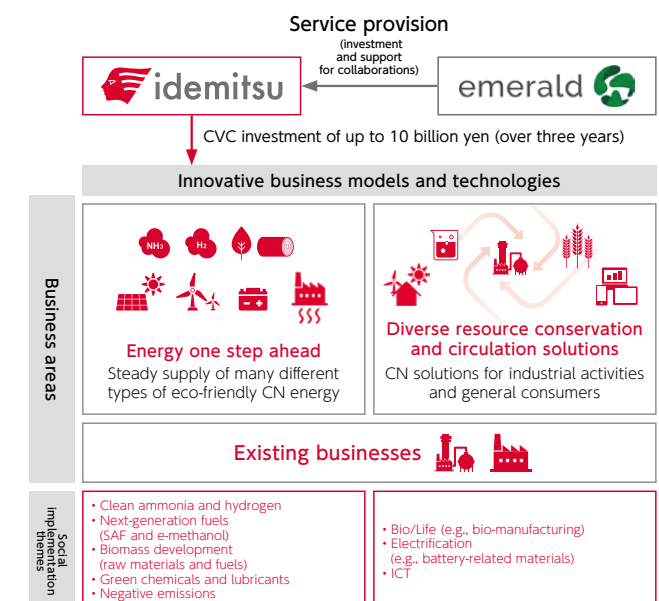 Service provision
(investment
and support
for collaborations)
idemitsu
emerald
CVC investment of up to 10 billion yen (over three years)
Innovative business models and technologies
Business areas
NH3
H2
Energy one step ahead
Steady supply of many different
types of eco-friendly CN energy
Diverse resource conservation
and circulation solutions
CN solutions for industrial activities
and general consumers
Existing businesses
Social
implementation
themes
• Clean ammonia and hydrogen
• Next-generation fuels
(SAF and e-methanol)
• Biomass development
(raw materials and fuels)
• Green chemicals and lubricants
• Negative emissions
• Bio/Life (e.g., bio-manufacturing)
• Electrification
(e.g., battery-related materials)
• ICT